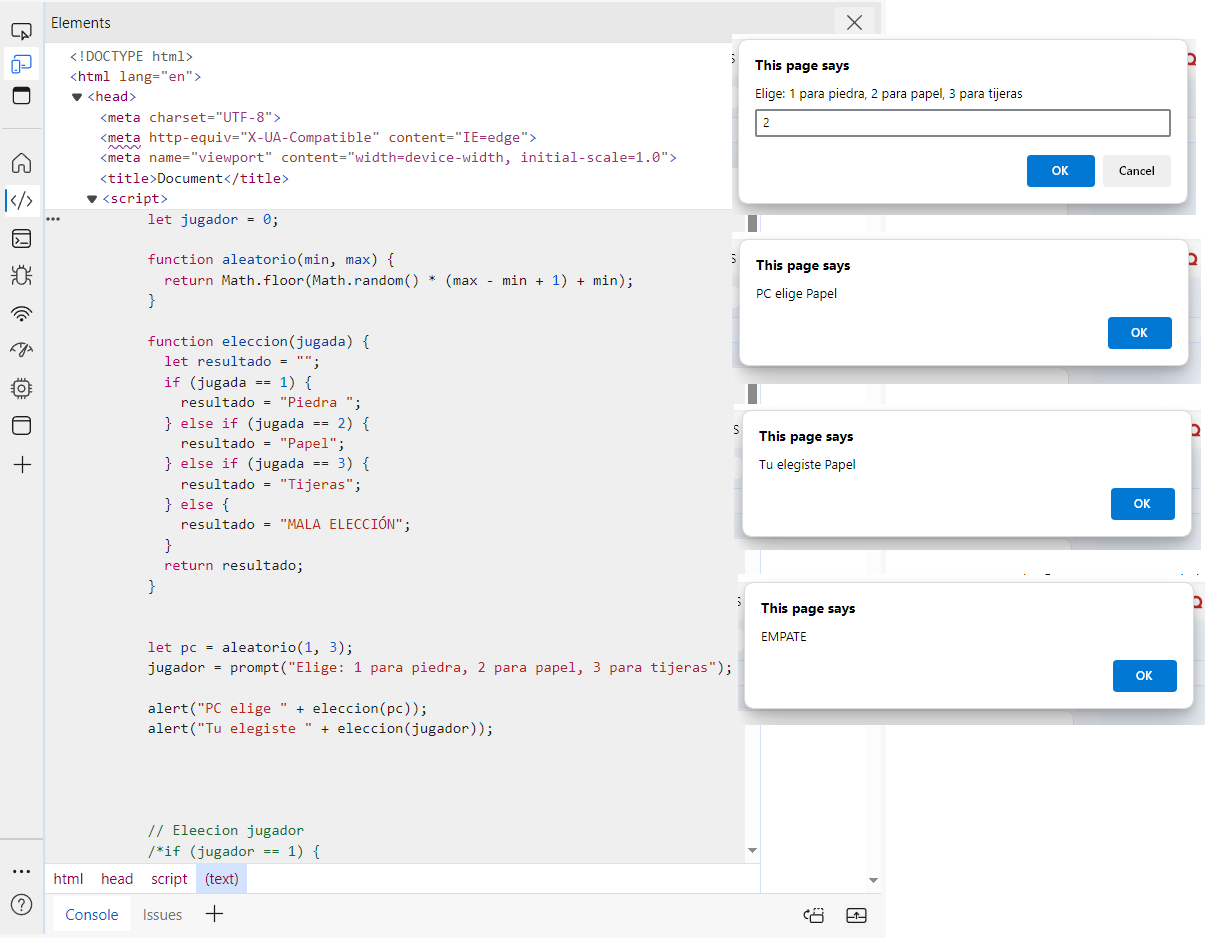 Elements
<!DOCTYPE html>
<html lang="en">
<head>
<meta charset="UTF-8">
<meta http-equiv="X-UA-Compatible" content="IE=edge">
<meta name="viewport" content="width=device-width, initial-scale=1.0">
<title>Document</title>
<script>
let jugador = 0;
function aleatorio(min, max) {
return Math.floor(Math.random() * (max - min + 1) + min);
}
function eleccion(jugada) {
let resultado = "";
if (jugada == 1) {
resultado = "Piedra ";
} else if (jugada == 2) {
resultado = "Papel";
} else if (jugada == 3) {
resultado = "Tijeras";
} else {
resultado = "MALA ELECCIÓN";
}
return resultado;
}
let pc = aleatorio(1, 3);
jugador = prompt("Elige: 1 para piedra, 2 para papel, 3 para tijeras");
alert("PC elige " + eleccion(pc));
alert("Tu elegiste " + eleccion(jugador));
// Eleecion jugador
/*if (jugador == 1) {
html head script (text)
Console Issues
This page says
Elige: 1 para piedra, 2 para papel, 3 para tijeras
2
OK Cancel
This page says
PC elige Papel
OK
This page says
Tu elegiste Papel
OK
This page says
EMPATE
OK